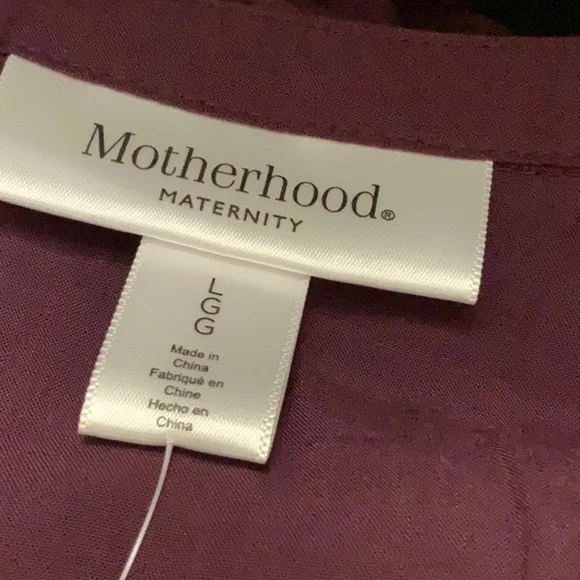 Motherhood®
MATERNITY
L
G
G
Made in
China
Fabriqué en
Chine
Hecho en
China